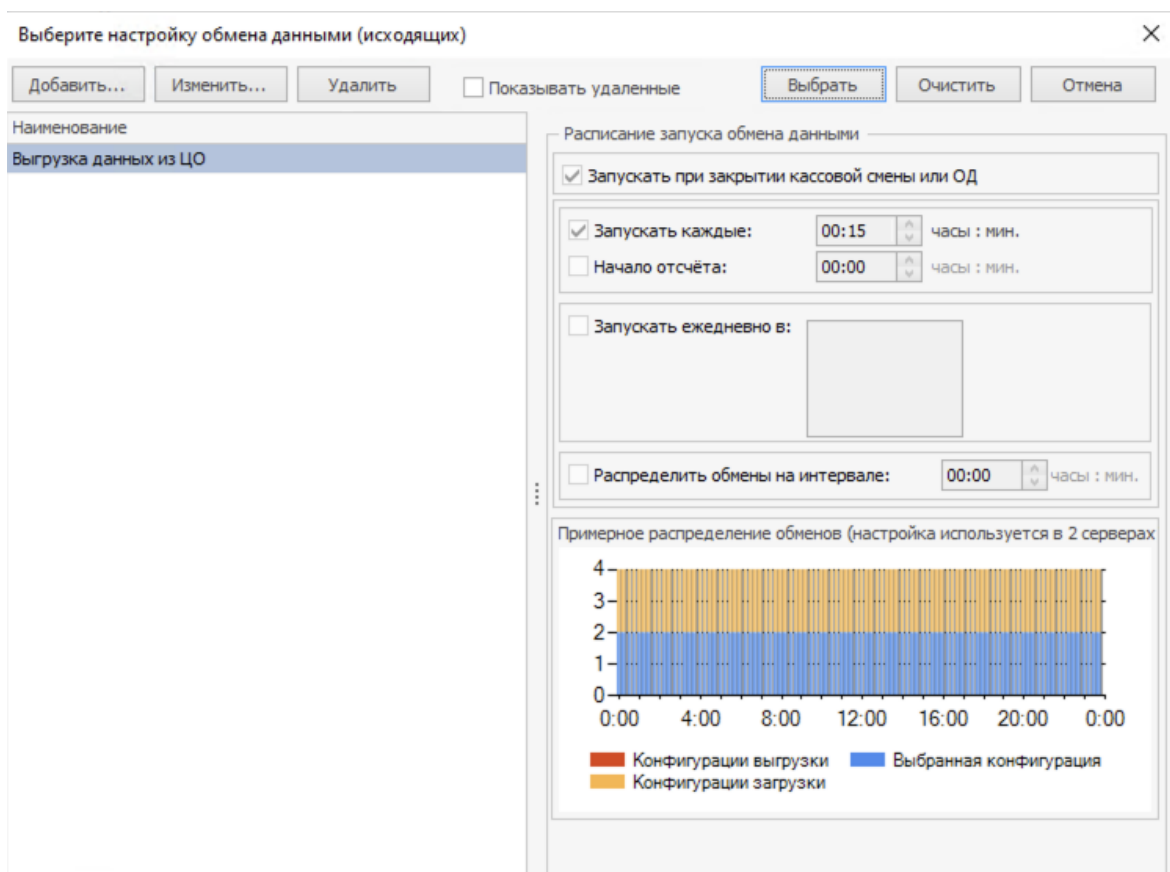 Выберите настройку обмена данными (исходящих)
Добавить... Изменить... Удалить Показывать удаленные Выбрать Очистить Отмена
Наименование
Выгрузка данных из ЦО
Расписание запуска обмена данными
Запускать при закрытии кассовой смены или ОД
Запускать каждые: 00:15 часы : мин.
Начало отсчёта: 00:00 часы : мин.
Запускать ежедневно в:
Распределить обмены на интервале: 00:00 часы : мин.
Примерное распределение обменов (настройка используется в 2 серверах
4
3
2
1
0
0:00 4:00 8:00 12:00 16:00 20:00 0:00
Конфигурации выгрузки Выбранная конфигурация
Конфигурации загрузки